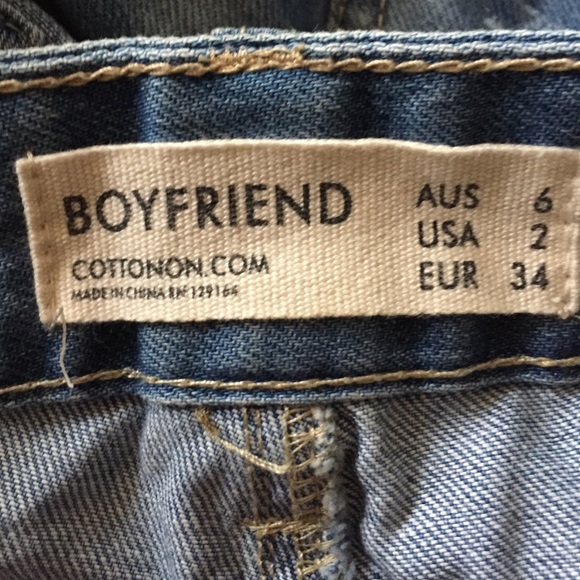 BOYFRIEND
COTTONON.COM
MADE IN CHINA RN 129164
AUS 6
USA 2
EUR 34